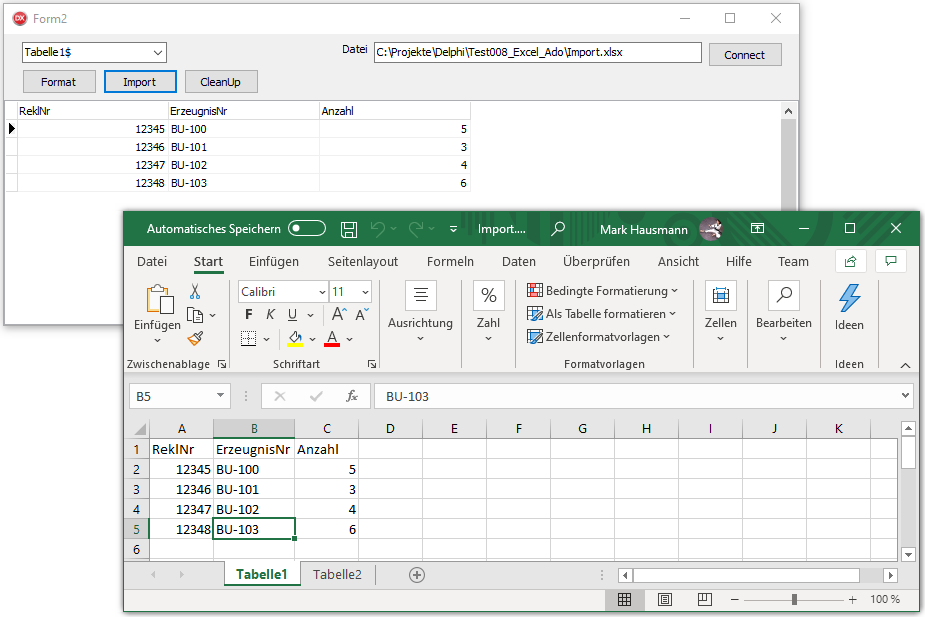 DX Form2
Tabelle1$ Datei C:\Projekte\Delphi\Test008_Excel_Ado\Import.xlsx Connect
Format Import CleanUp
ReklNr ErzeugnisNr Anzahl
12345 BU-100 5
12346 BU-101 3
12347 BU-102 4
12348 BU-103 6
Automatisches Speichern Import.... Mark Hausmann
Datei Start Einfügen Seitenlayout Formeln Daten Überprüfen Ansicht Hilfe Team
Calibri 11 % Bedingte Formatierung
F K U A A Als Tabelle formatieren
Einfügen Ausrichtung Zahl Zellen Bearbeiten Ideen
A Zellenformatvorlagen
Zwischenablage Schriftart Formatvorlagen Ideen
B5 fx BU-103
A B C D E F G H I J K
1 ReklNr ErzeugnisNr Anzahl
2 12345 BU-100 5
3 12346 BU-101 3
4 12347 BU-102 4
5 12348 BU-103 6
6
Tabelle1 Tabelle2
100 %